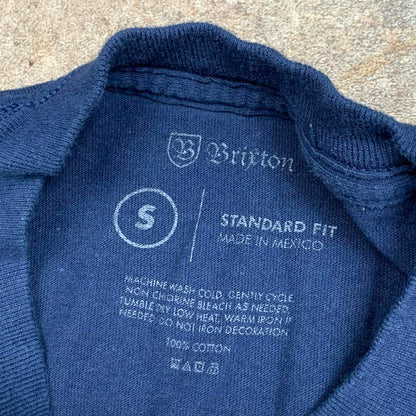 B Brixton
S
STANDARD FIT
MADE IN MEXICO
MACHINE WASH COLD, GENTLY CYCLE,
NON CHLORINE BLEACH AS NEEDED,
TUMBLE DRY LOW HEAT, WARM IRON IF
NEEDED. DO NOT IRON DECORATION
100% COTTON